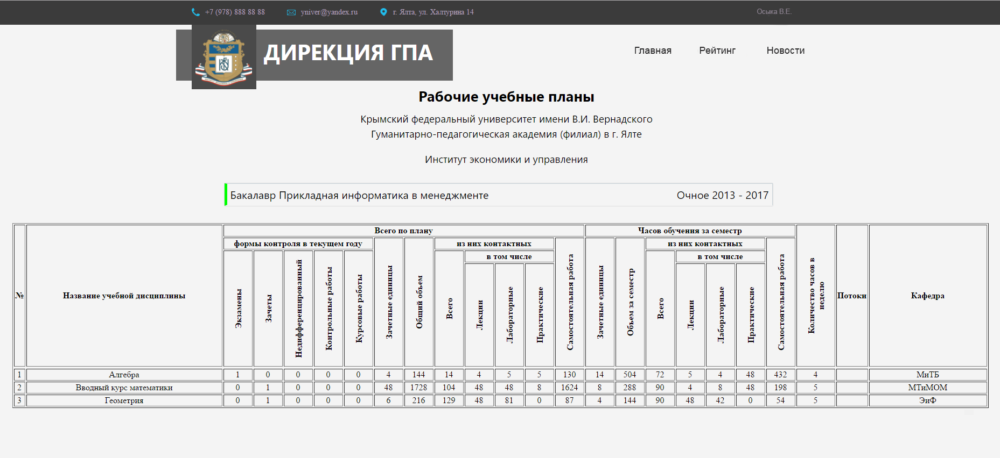 +7 (978) 888 88 88 yniver@yandex.ru г. Ялта, ул. Халтурина 14 Осыка В.Е.
ДИРЕКЦИЯ ГПА
Главная Рейтинг Новости
Рабочие учебные планы
Крымский федеральный университет имени В.И. Вернадского
Гуманитарно-педагогическая академия (филиал) в г. Ялте
Институт экономики и управления
Бакалавр Прикладная информатика в менеджменте Очное 2013 - 2017
Всего по плану Часов обучения за семестр
формы контроля в текущем году из них контактных из них контактных
в том числе в том числе
№ Название учебной дисциплины Экзамены Зачеты Недифференцированный Контрольные работы Курсовые работы Зачетные единицы Общий объем Всего Лекции Лабораторные Практические Самостоятельная работа Зачетные единицы Объем за семестр Всего Лекции Лабораторные Практические Самостоятельная работа Количество часов в неделю Потоки Кафедра
1 Алгебра 1 0 0 0 0 4 144 14 4 5 5 130 14 504 72 5 4 48 432 4 МиТБ
2 Вводный курс математики 0 1 0 0 0 48 1728 104 48 48 8 1624 8 288 90 4 8 48 198 5 МТиМОМ
3 Геометрия 0 1 0 0 0 6 216 129 48 81 0 87 4 144 90 48 42 0 54 5 ЭиФ